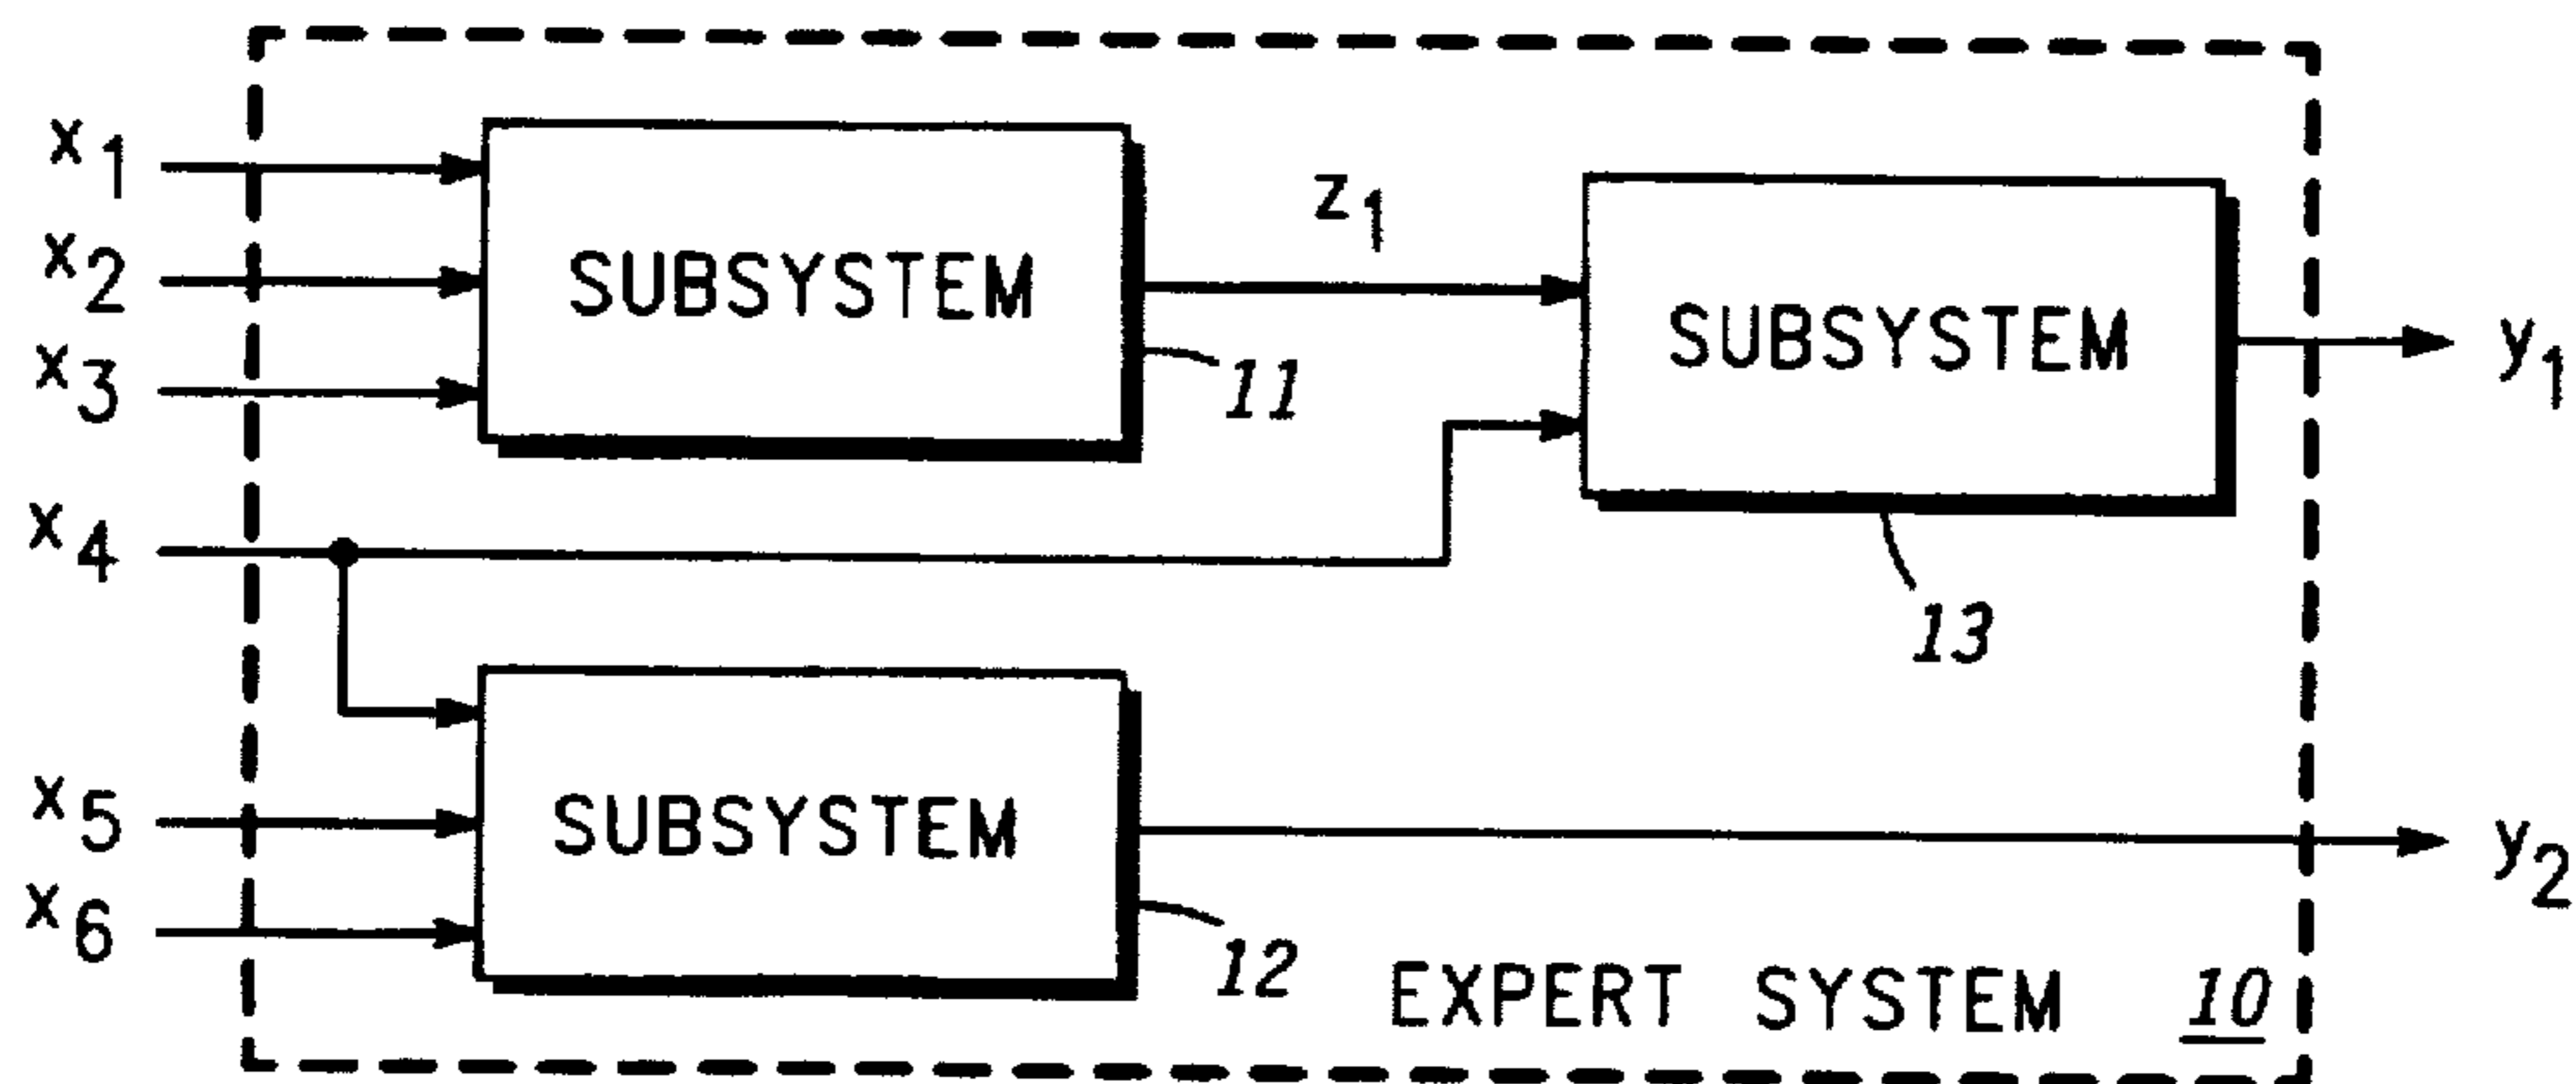 x1
x2
x3
x4
x5
x6
SUBSYSTEM
11
z1
SUBSYSTEM
13
y1
SUBSYSTEM
12
y2
EXPERT SYSTEM 10